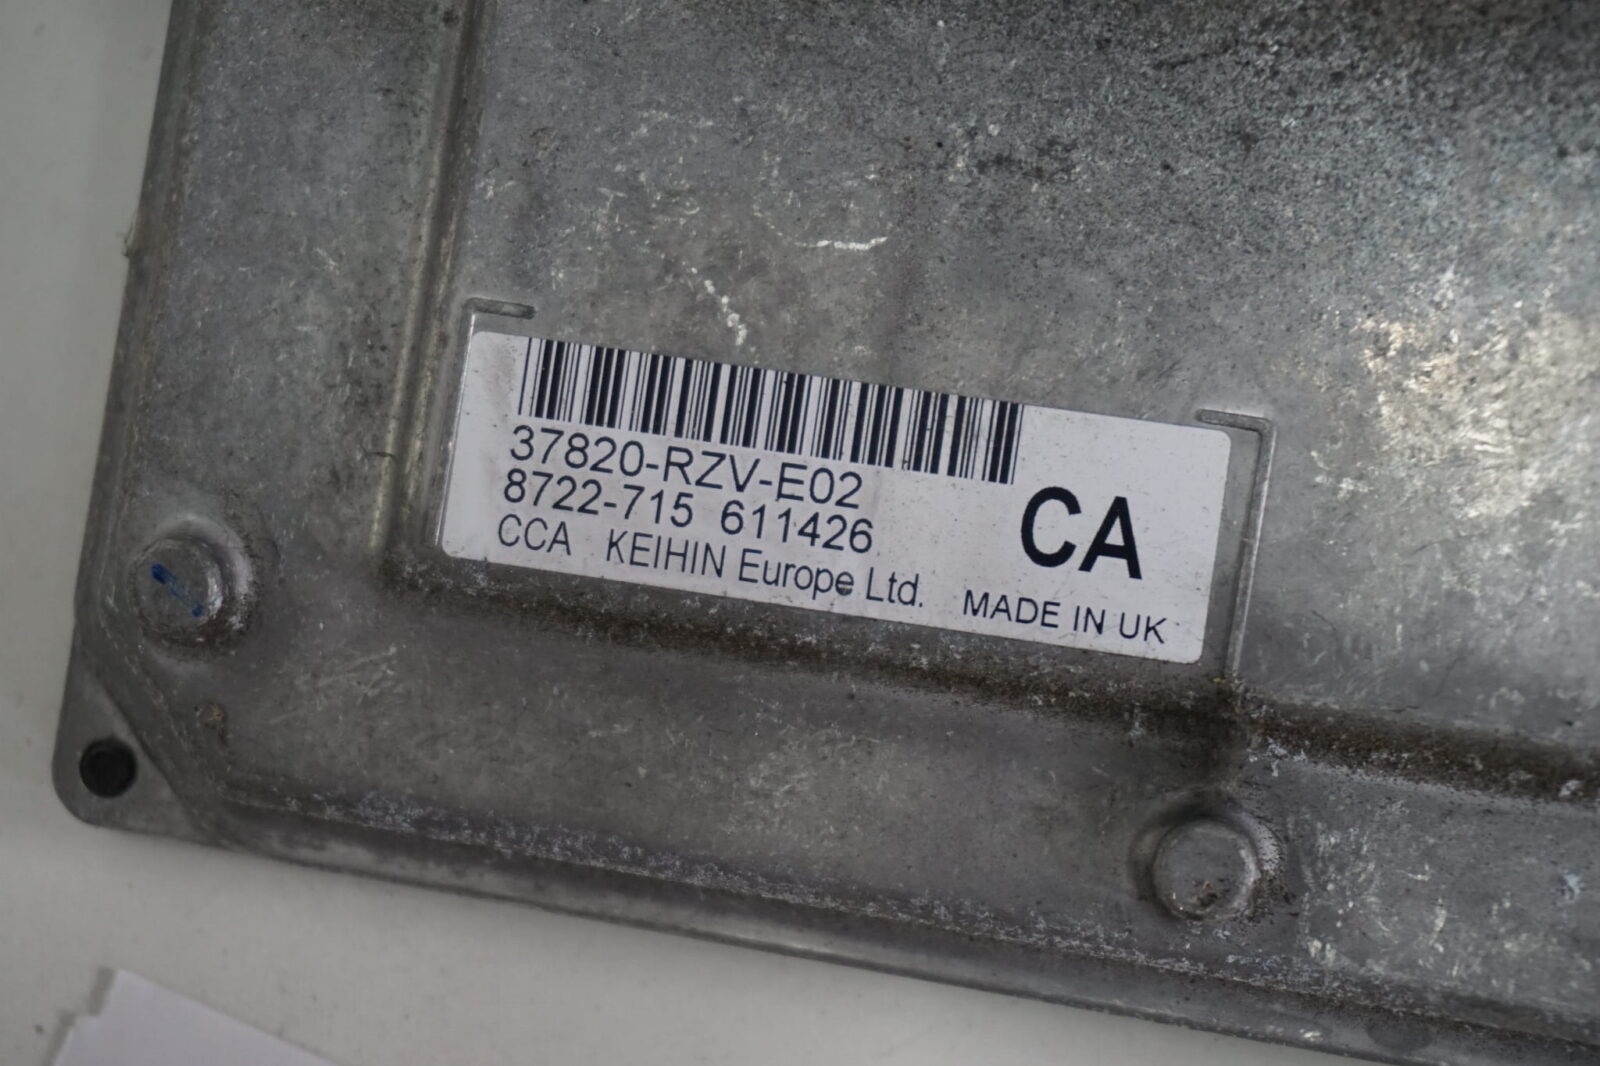 37820-RZV-E02
8722-715 611426
CA
CCA KEIHIN Europe Ltd. MADE IN UK